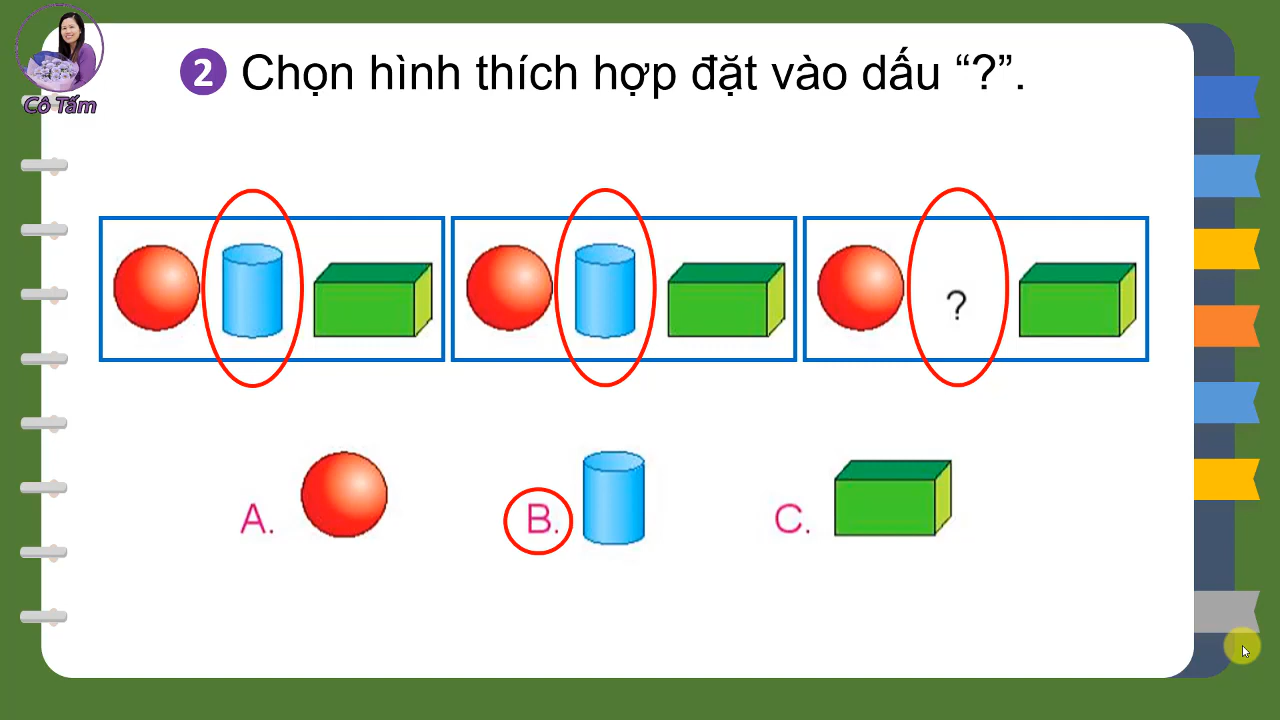 Cô Tấm
2 Chọn hình thích hợp đặt vào dấu “?”.
?
A. B. C.